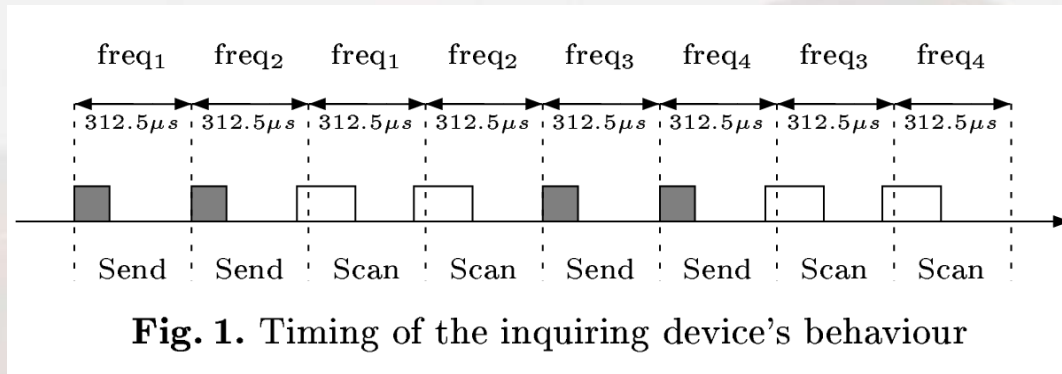 freq₁ freq₂ freq₁ freq₂ freq₃ freq₄ freq₃ freq₄
312.5μs 312.5μs 312.5μs 312.5μs 312.5μs 312.5μs 312.5μs 312.5μs
Send Send Scan Scan Send Send Scan Scan
Fig. 1. Timing of the inquiring device's behaviour